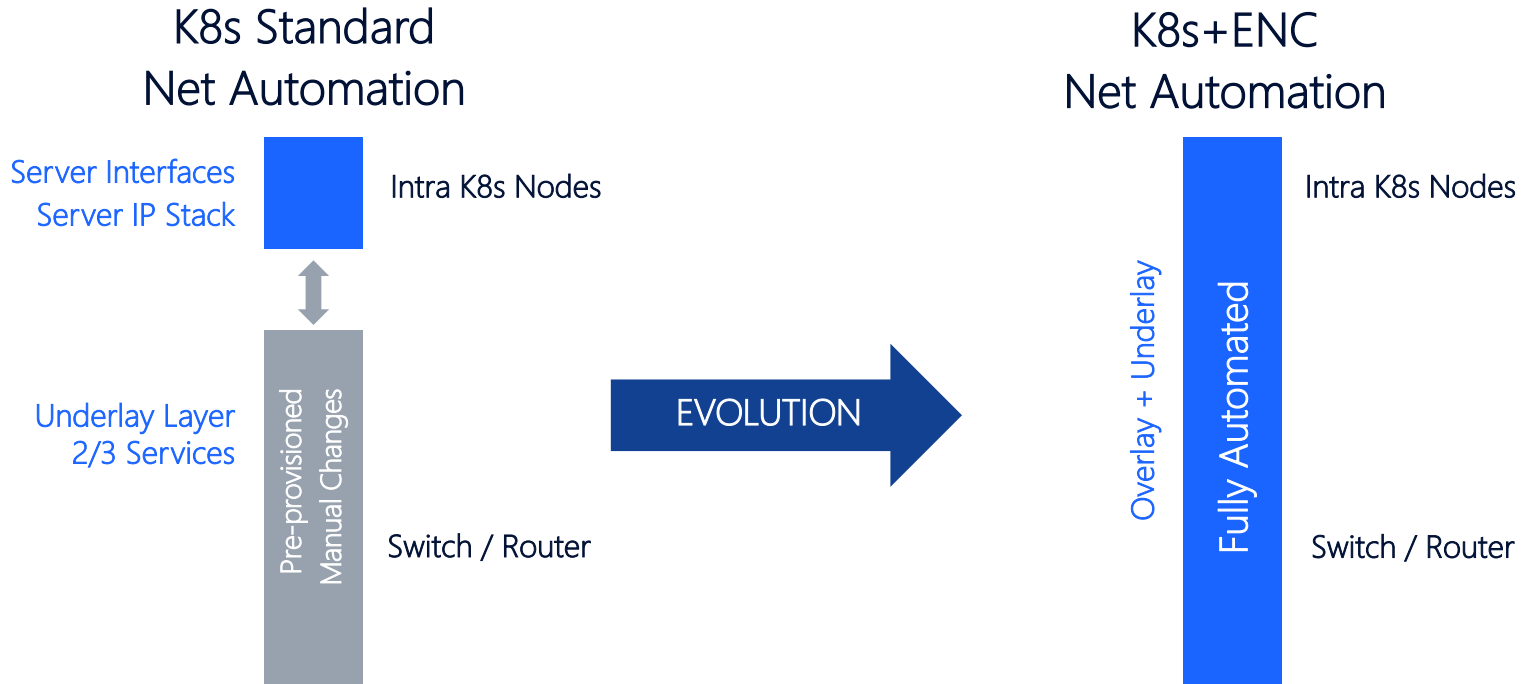 K8s Standard
Net Automation
Server Interfaces
Server IP Stack
Intra K8s Nodes
Underlay Layer
2/3 Services
Pre-provisioned
Manual Changes
Switch / Router
EVOLUTION
K8s+ENC
Net Automation
Intra K8s Nodes
Overlay + Underlay
Fully Automated
Switch / Router